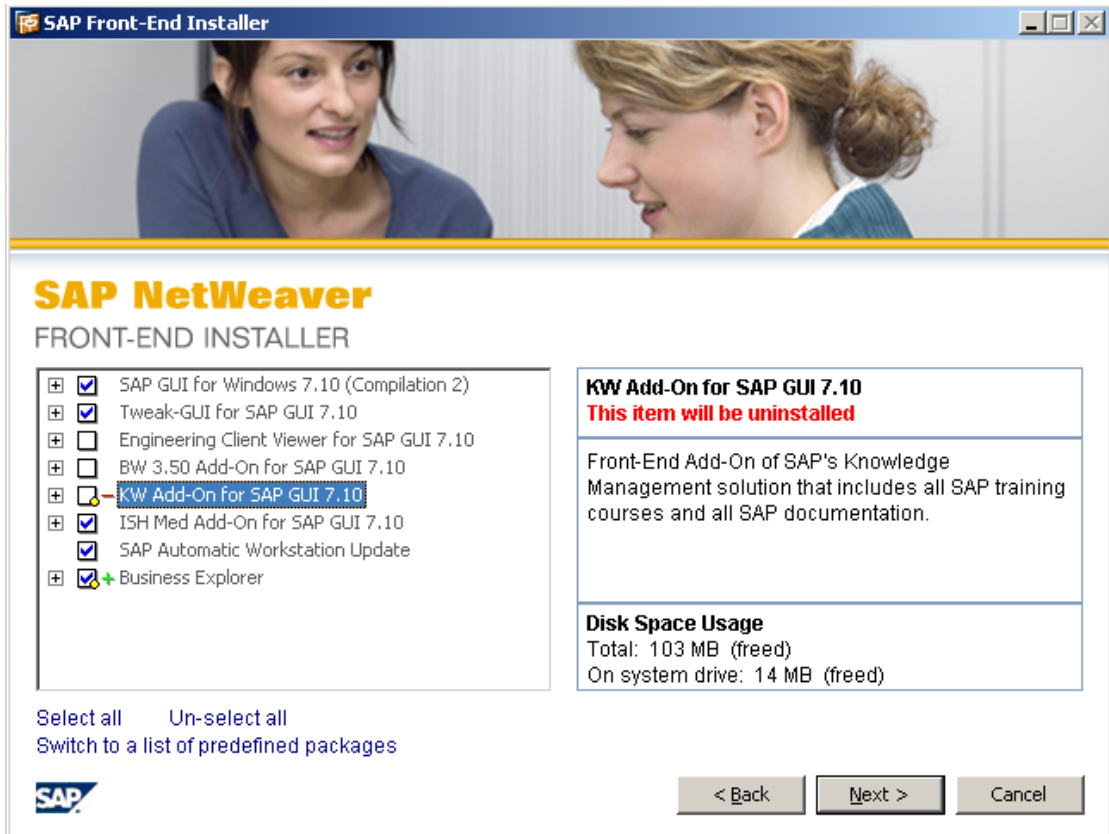 SAP Front-End Installer
SAP NetWeaver
FRONT-END INSTALLER
SAP GUI for Windows 7.10 (Compilation 2)
Tweak-GUI for SAP GUI 7.10
Engineering Client Viewer for SAP GUI 7.10
BW 3.50 Add-On for SAP GUI 7.10
KW Add-On for SAP GUI 7.10
ISH Med Add-On for SAP GUI 7.10
SAP Automatic Workstation Update
Business Explorer
KW Add-On for SAP GUI 7.10
This item will be uninstalled
Front-End Add-On of SAP's Knowledge
Management solution that includes all SAP training
courses and all SAP documentation.
Disk Space Usage
Total: 103 MB (freed)
On system drive: 14 MB (freed)
Select all Un-select all
Switch to a list of predefined packages
SAP
< Back Next > Cancel